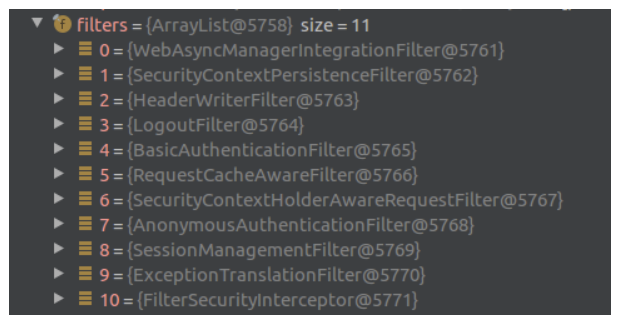 filters = {ArrayList@5758} size = 11
0 = {WebAsyncManagerIntegrationFilter@5761}
1 = {SecurityContextPersistenceFilter@5762}
2 = {HeaderWriterFilter@5763}
3 = {LogoutFilter@5764}
4 = {BasicAuthenticationFilter@5765}
5 = {RequestCacheAwareFilter@5766}
6 = {SecurityContextHolderAwareRequestFilter@5767}
7 = {AnonymousAuthenticationFilter@5768}
8 = {SessionManagementFilter@5769}
9 = {ExceptionTranslationFilter@5770}
10 = {FilterSecurityInterceptor@5771}